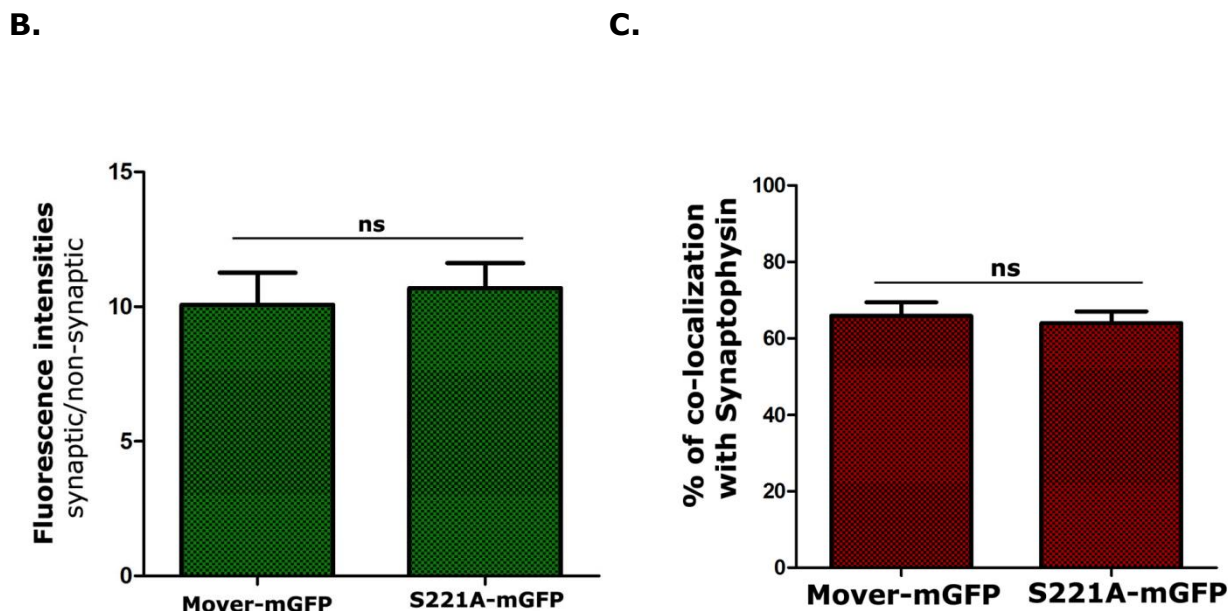 B.
Fluorescence intensities
synaptic/non-synaptic
15
10
5
0
ns
Mover-mGFP
S221A-mGFP
C.
% of co-localization
with Synaptophysin
100
80
60
40
20
0
ns
Mover-mGFP
S221A-mGFP